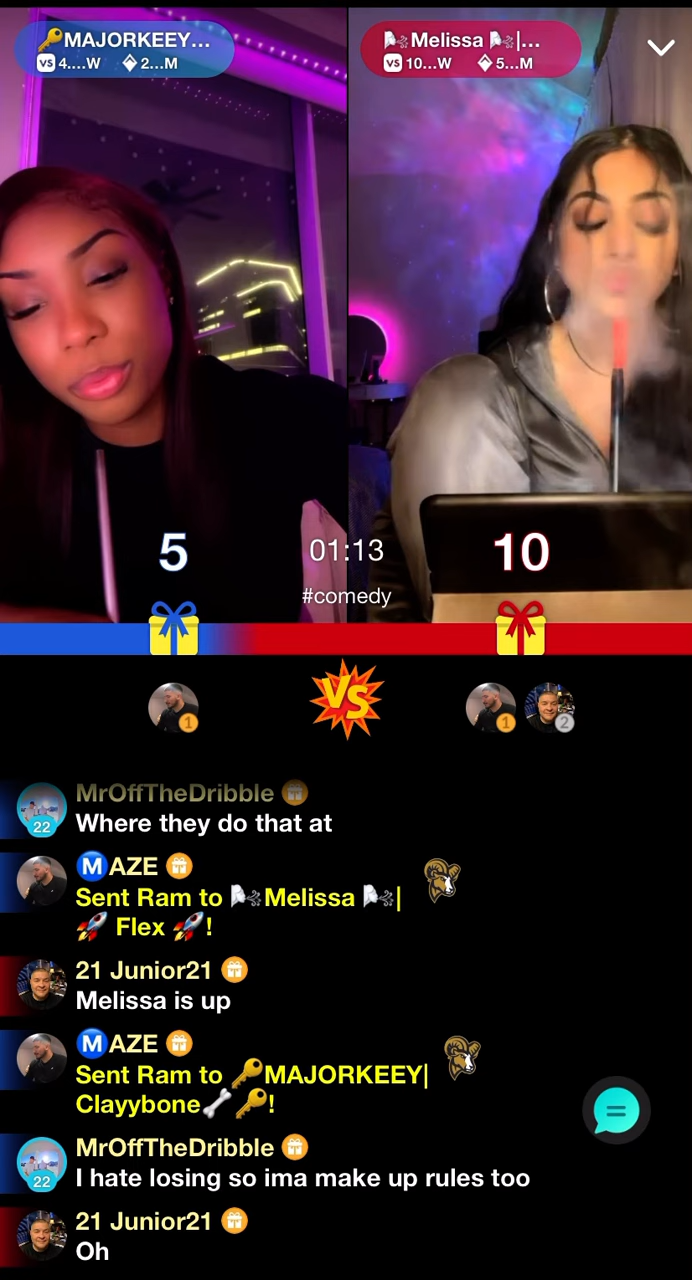 🔑MAJORKEEY...
VS 4....W 2...M
🌬Melissa 🌬|...
VS 10...W 5...M
5
01:13
10
#comedy
VS
1
1
2
MrOffTheDribble
22
Where they do that at
ⓂAZE
Sent Ram to 🌬Melissa 🌬|
🚀 Flex 🚀!
21 Junior21
Melissa is up
ⓂAZE
Sent Ram to 🔑MAJORKEEY|
Clayybone🦴🔑!
MrOffTheDribble
22
I hate losing so ima make up rules too
21 Junior21
Oh